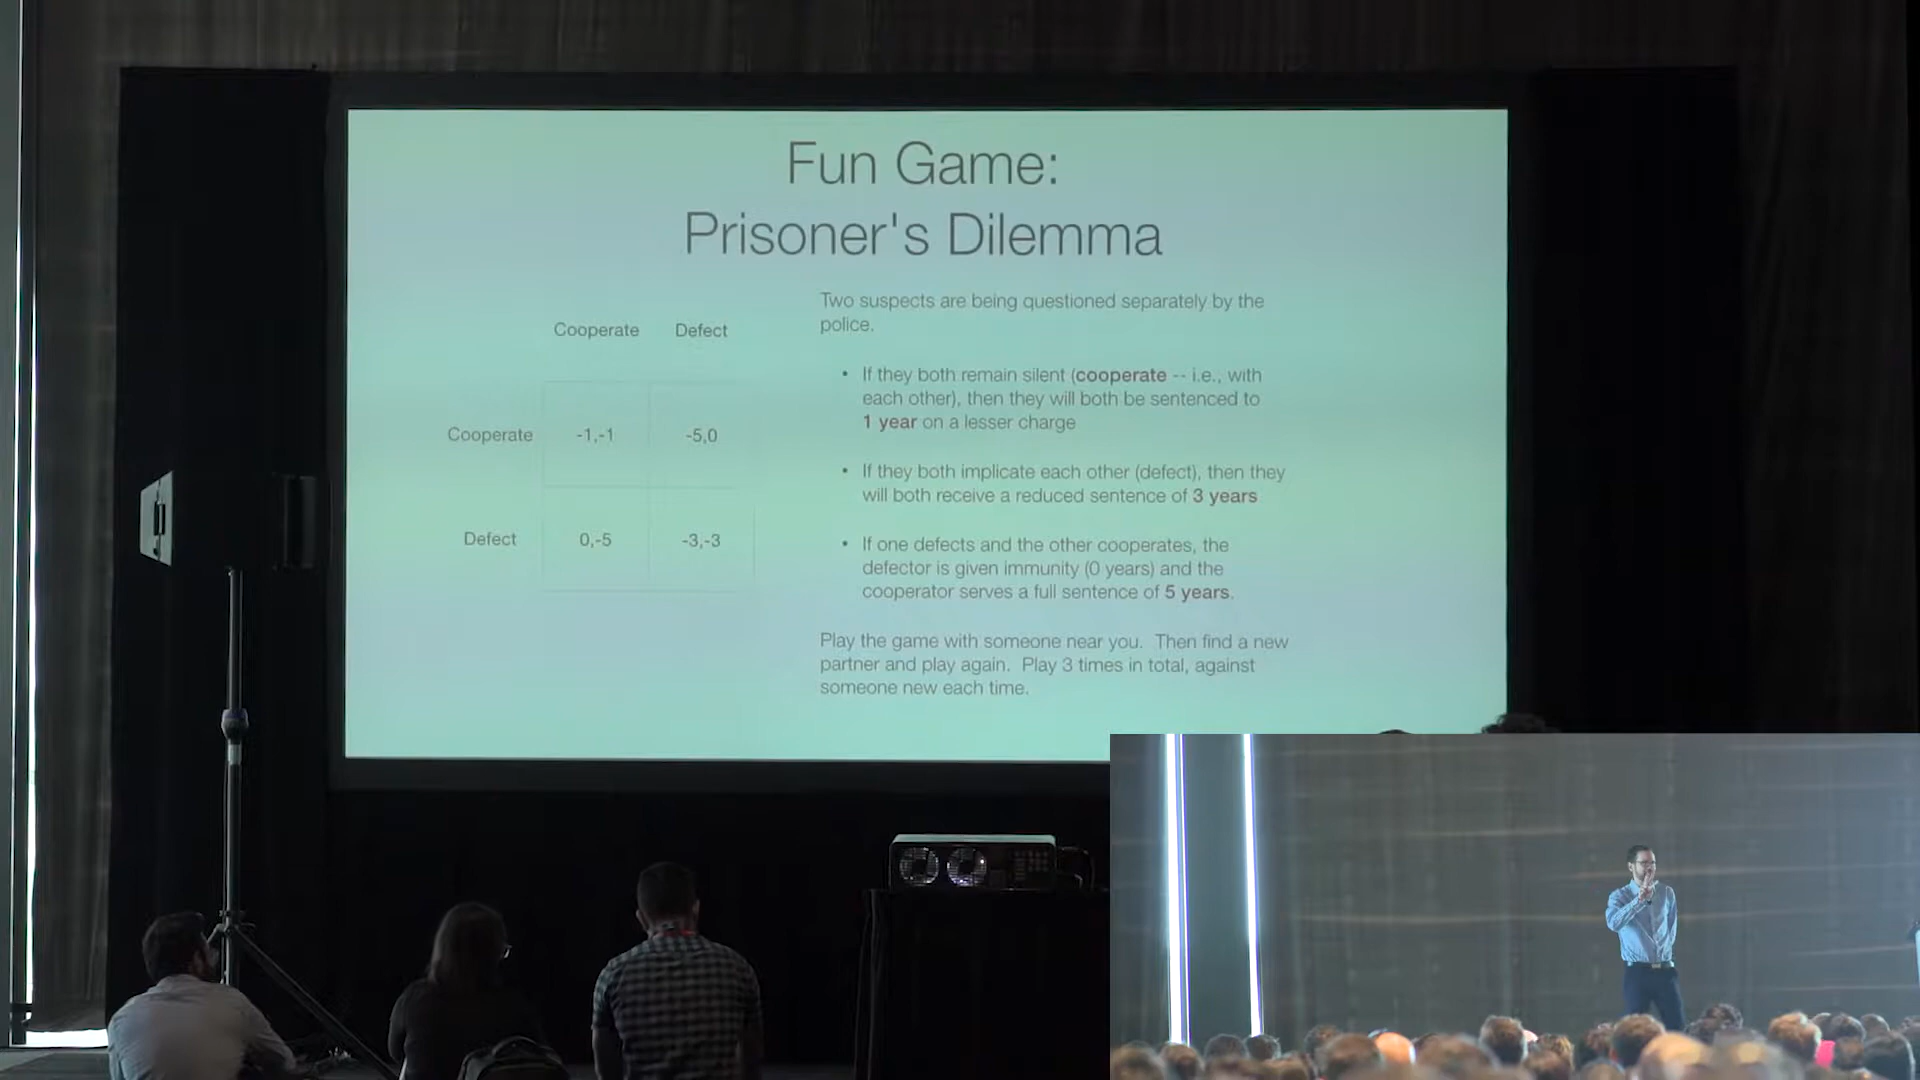 Fun Game:
Prisoner's Dilemma
Cooperate Defect
Cooperate -1,-1 -5,0
Defect 0,-5 -3,-3
Two suspects are being questioned separately by the
police.
• If they both remain silent (cooperate -- i.e., with
each other), then they will both be sentenced to
1 year on a lesser charge
• If they both implicate each other (defect), then they
will both receive a reduced sentence of 3 years
• If one defects and the other cooperates, the
defector is given immunity (0 years) and the
cooperator serves a full sentence of 5 years.
Play the game with someone near you. Then find a new
partner and play again. Play 3 times in total, against
someone new each time.